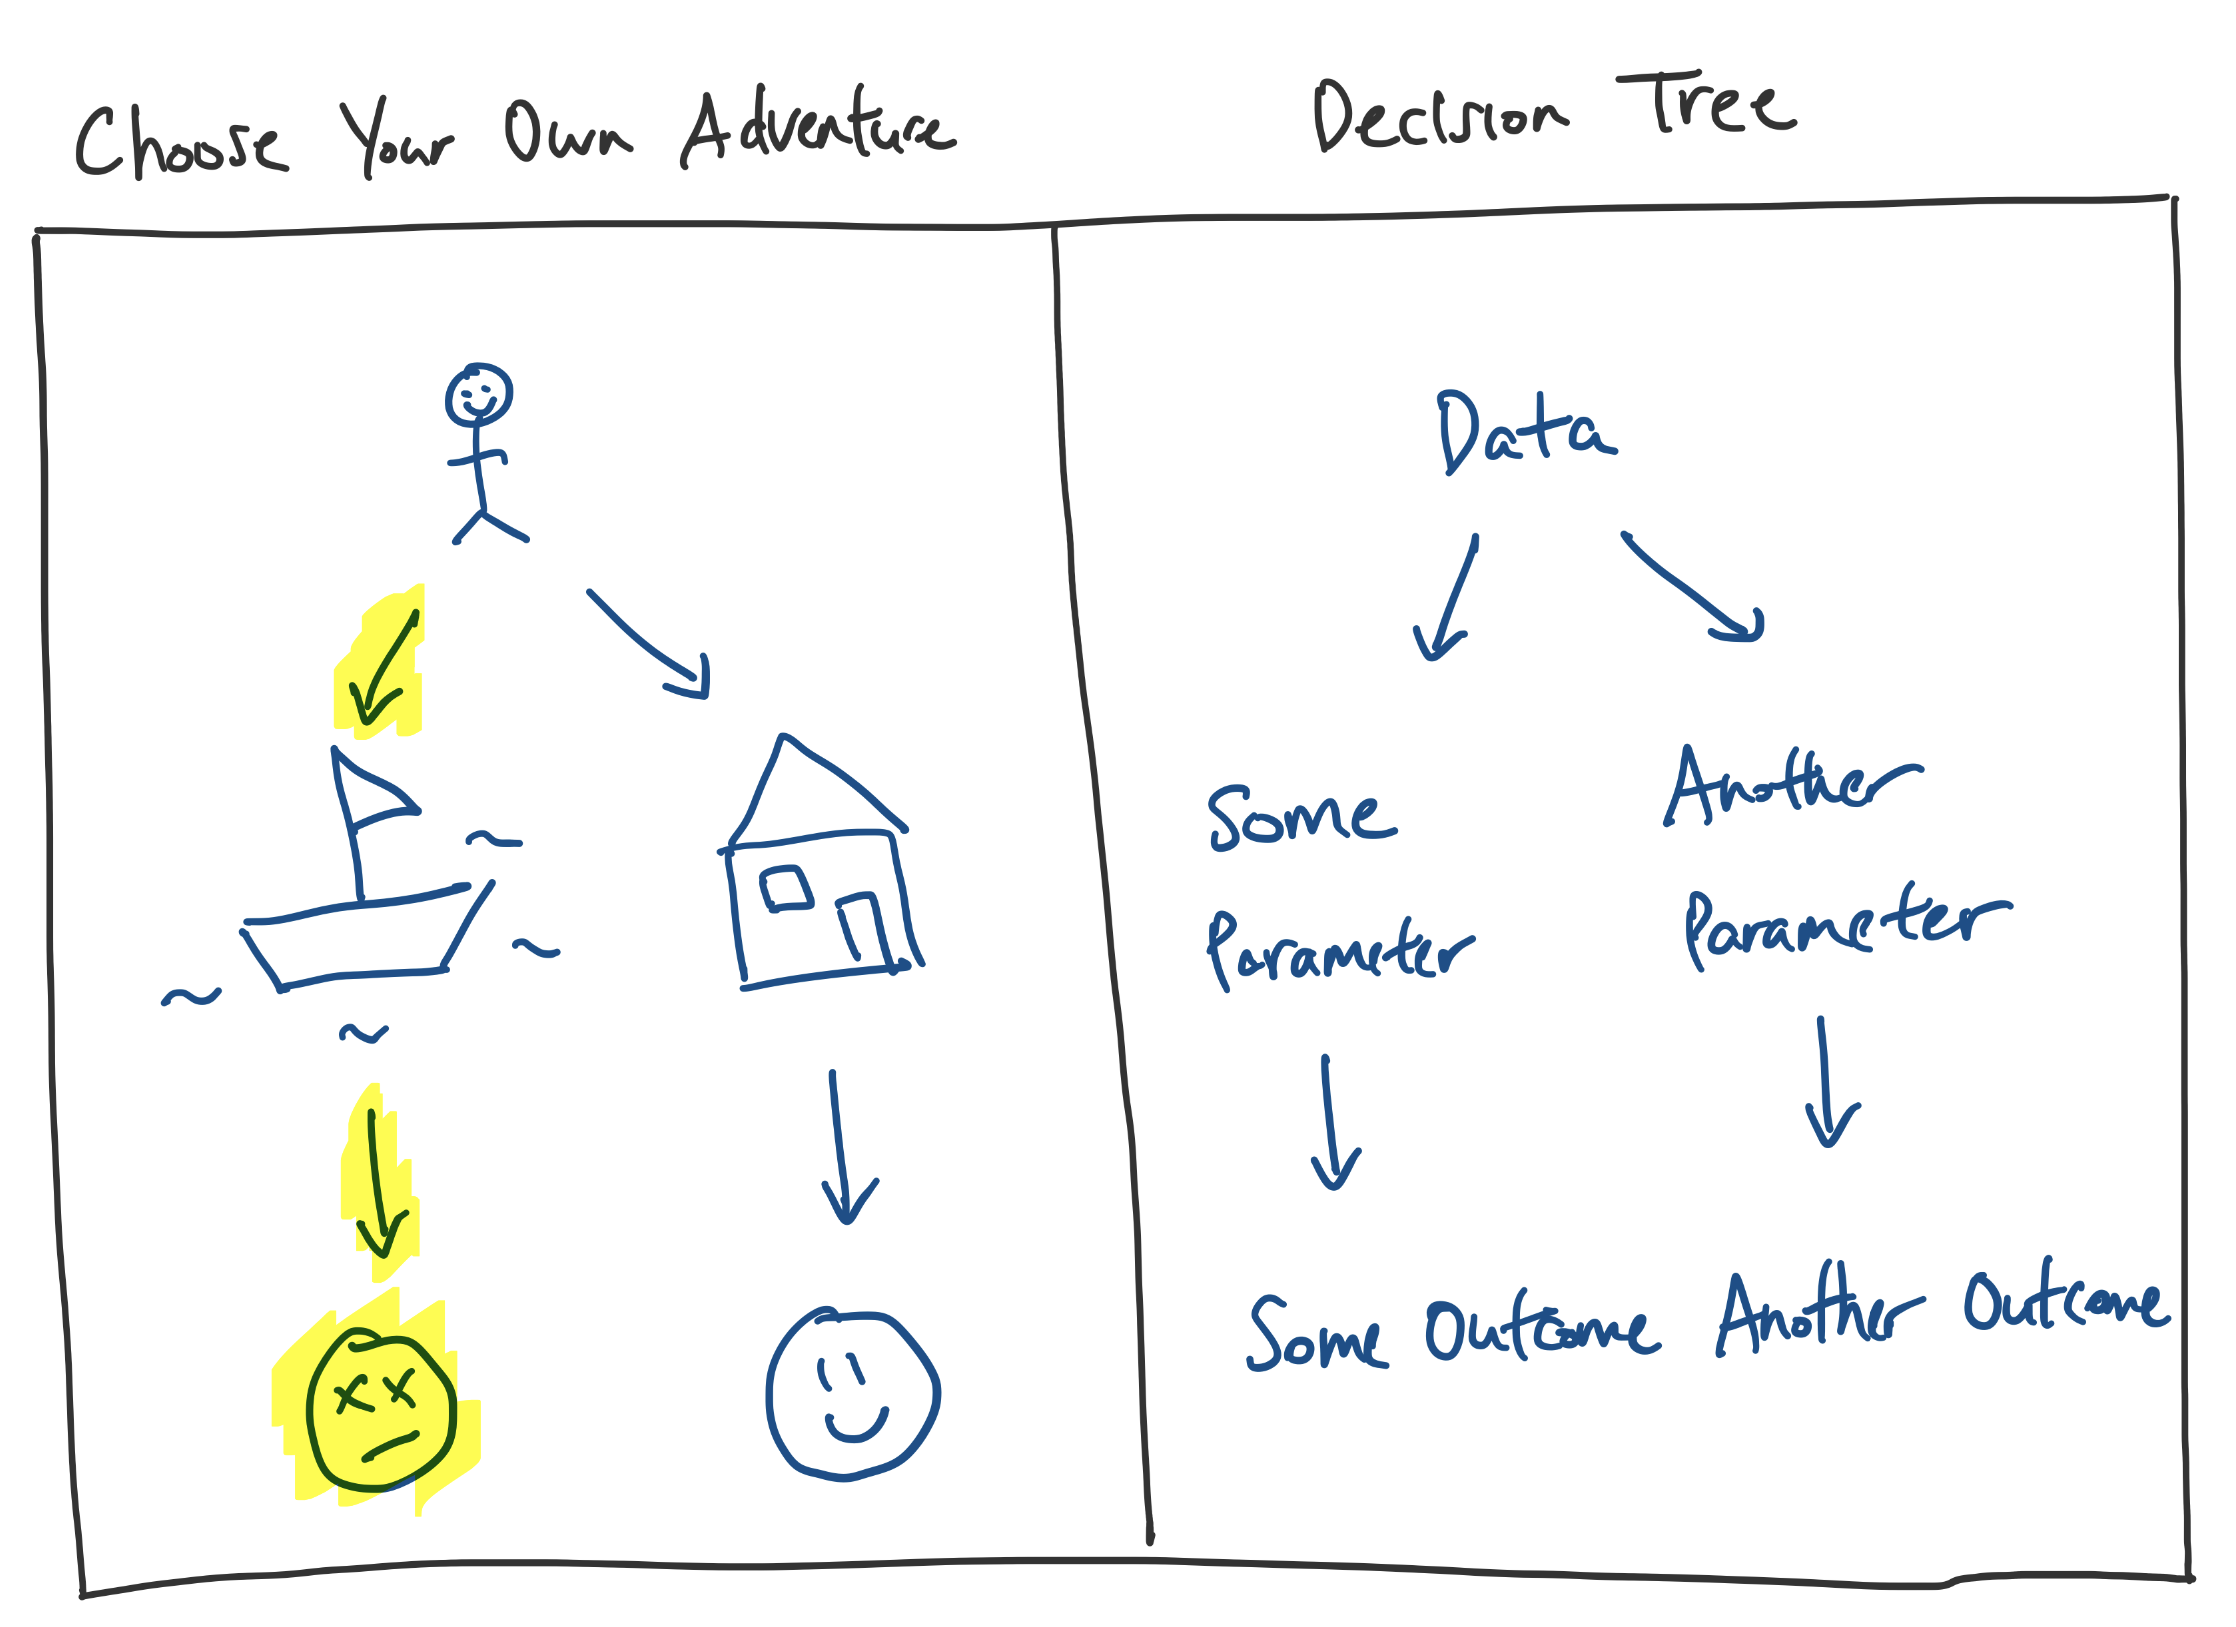 Choose Your Own Adventure
Decision Tree
Data
Some
Parameter
Another
Parameter
Some Outcome
Another Outcome